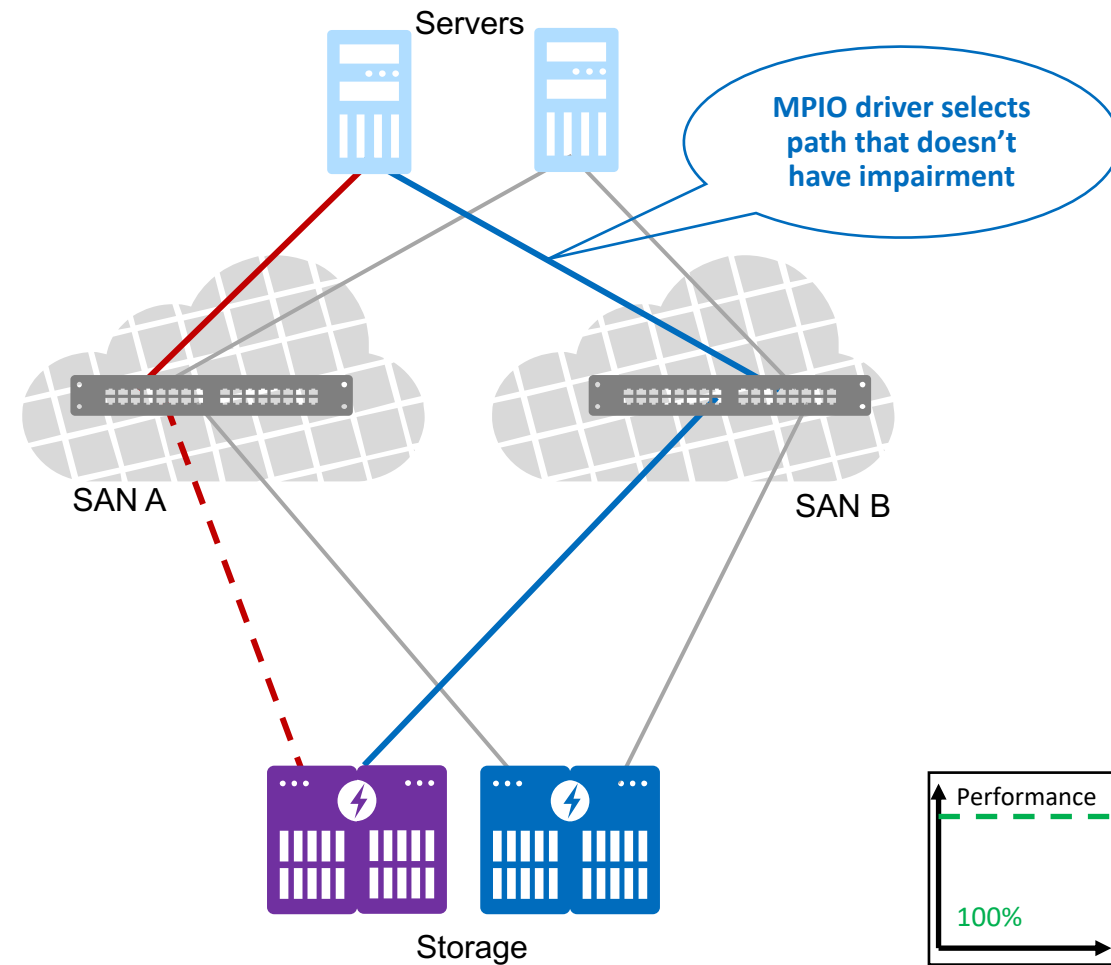 Servers
MPIO driver selects
path that doesn’t
have impairment
SAN A
SAN B
Storage
Performance
100%